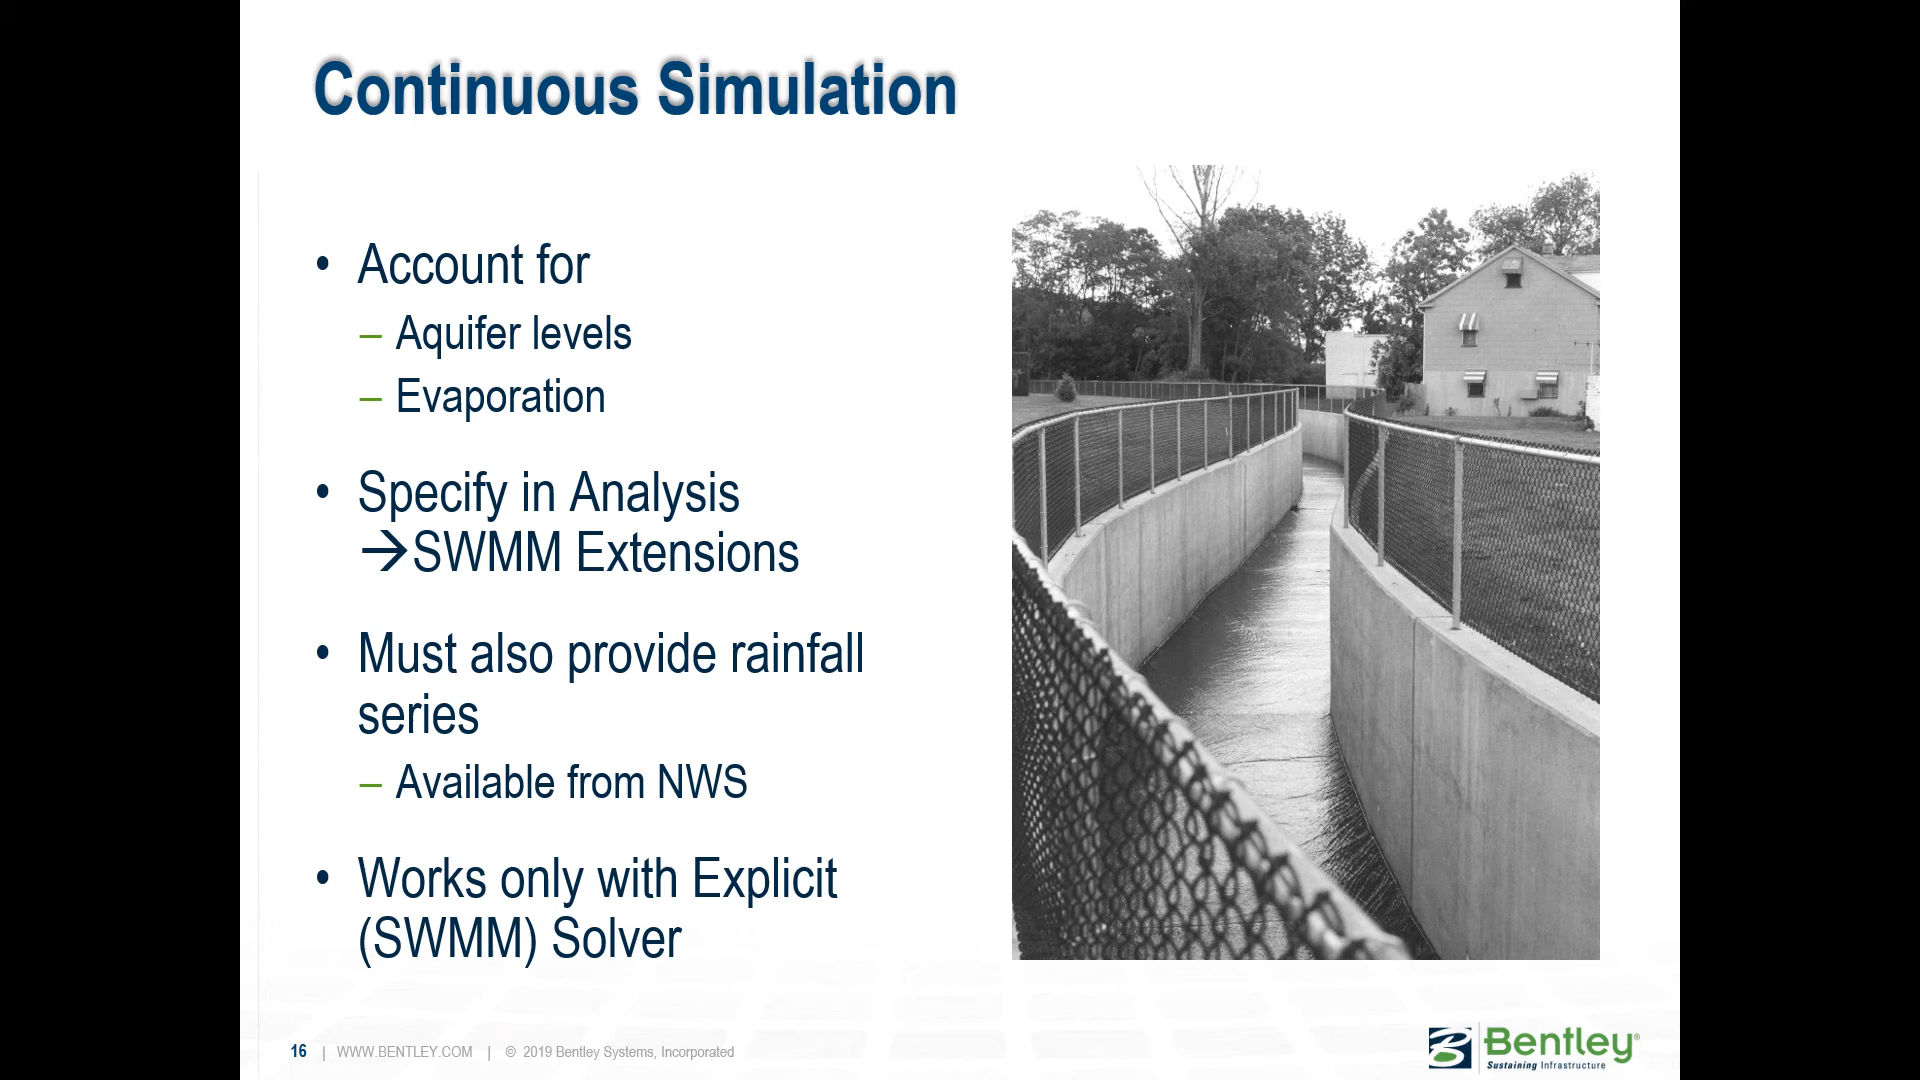 Continuous Simulation
• Account for
– Aquifer levels
– Evaporation
• Specify in Analysis
→SWMM Extensions
• Must also provide rainfall
series
– Available from NWS
• Works only with Explicit
(SWMM) Solver
16 | WWW.BENTLEY.COM | © 2019 Bentley Systems, Incorporated
Bentley®
Sustaining Infrastructure